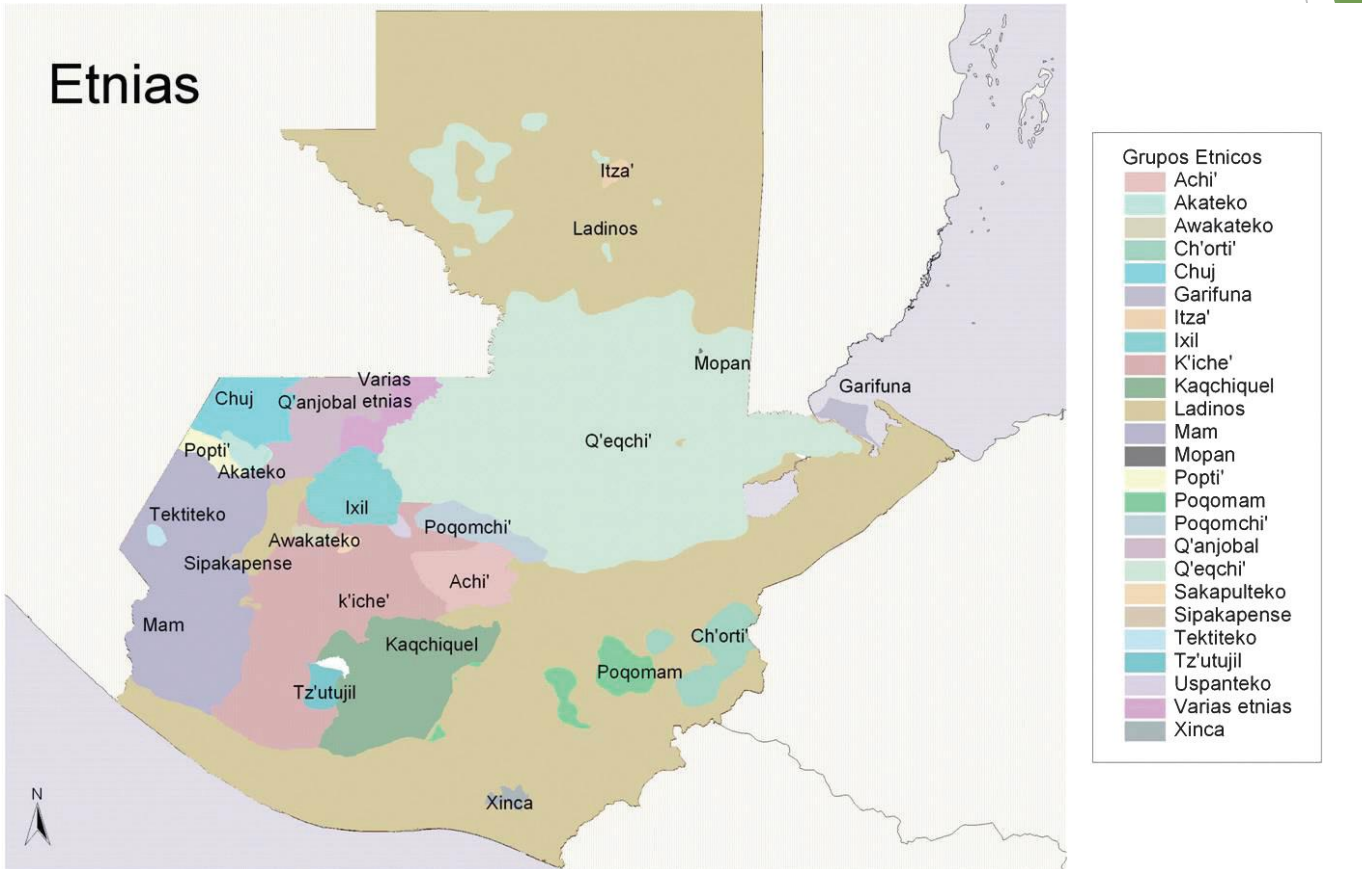 Etnias
Itza'
Ladinos
Mopan
Garifuna
Varias
etnias
Chuj
Q'anjobal
Q'eqchi'
Popti'
Akateko
Ixil
Tektiteko
Poqomchi'
Awakateko
Sipakapense
Achi'
k'iche'
Mam
Ch'orti'
Kaqchiquel
Poqomam
Tz'utujil
Xinca
N
Grupos Etnicos
Achi'
Akateko
Awakateko
Ch'orti'
Chuj
Garifuna
Itza'
Ixil
K'iche'
Kaqchiquel
Ladinos
Mam
Mopan
Popti'
Poqomam
Poqomchi'
Q'anjobal
Q'eqchi'
Sakapulteko
Sipakapense
Tektiteko
Tz'utujil
Uspanteko
Varias etnias
Xinca